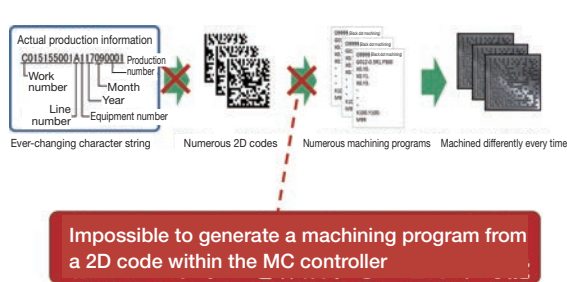 Actual production information
C015155001A117090001
Production
number
Work
number
Month
Year
Line
number
Equipment number
Ever-changing character string
Numerous 2D codes
Numerous machining programs
Machined differently every time
Impossible to generate a machining program from
a 2D code within the MC controller